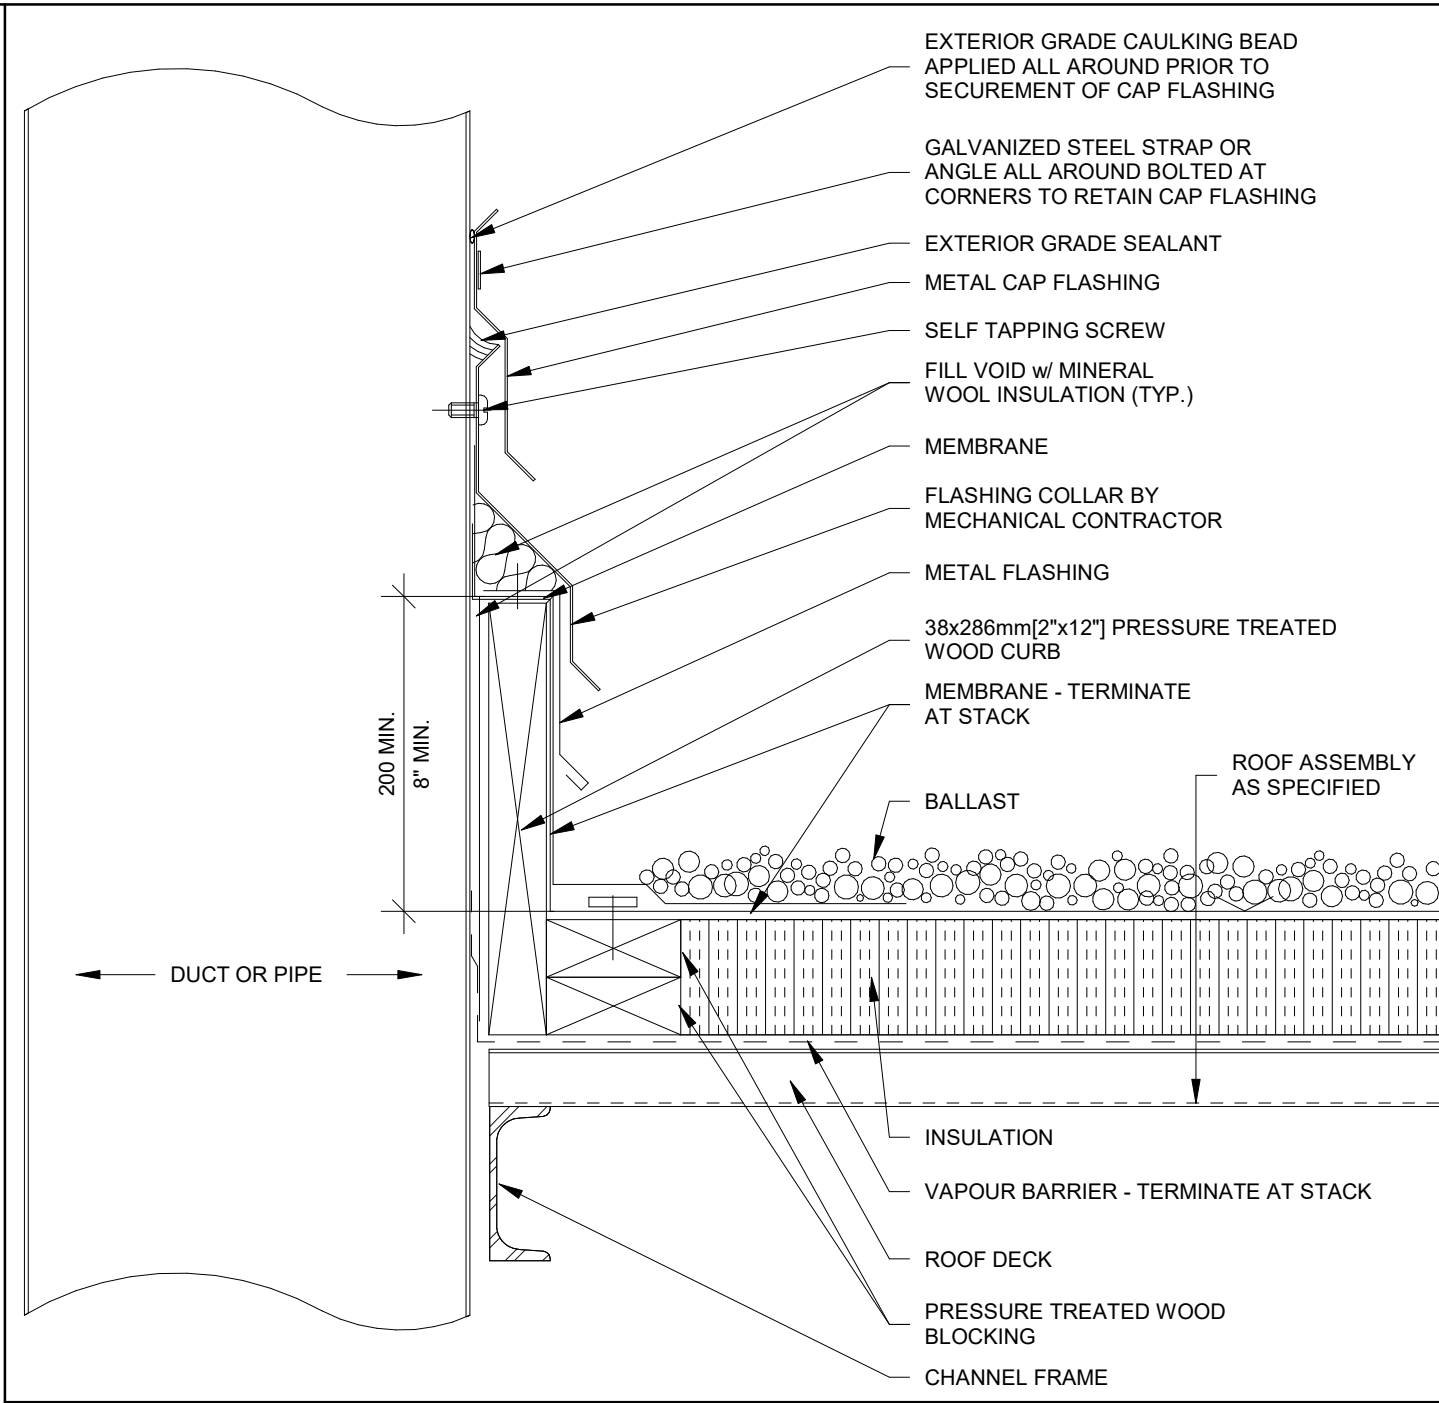 EXTERIOR GRADE CAULKING BEAD
APPLIED ALL AROUND PRIOR TO
SECUREMENT OF CAP FLASHING
GALVANIZED STEEL STRAP OR
ANGLE ALL AROUND BOLTED AT
CORNERS TO RETAIN CAP FLASHING
EXTERIOR GRADE SEALANT
METAL CAP FLASHING
SELF TAPPING SCREW
FILL VOID w/ MINERAL
WOOL INSULATION (TYP.)
MEMBRANE
FLASHING COLLAR BY
MECHANICAL CONTRACTOR
METAL FLASHING
38x286mm[2"x12"] PRESSURE TREATED
WOOD CURB
MEMBRANE - TERMINATE
AT STACK
200 MIN.
8" MIN.
ROOF ASSEMBLY
AS SPECIFIED
BALLAST
DUCT OR PIPE
INSULATION
VAPOUR BARRIER - TERMINATE AT STACK
ROOF DECK
PRESSURE TREATED WOOD
BLOCKING
CHANNEL FRAME